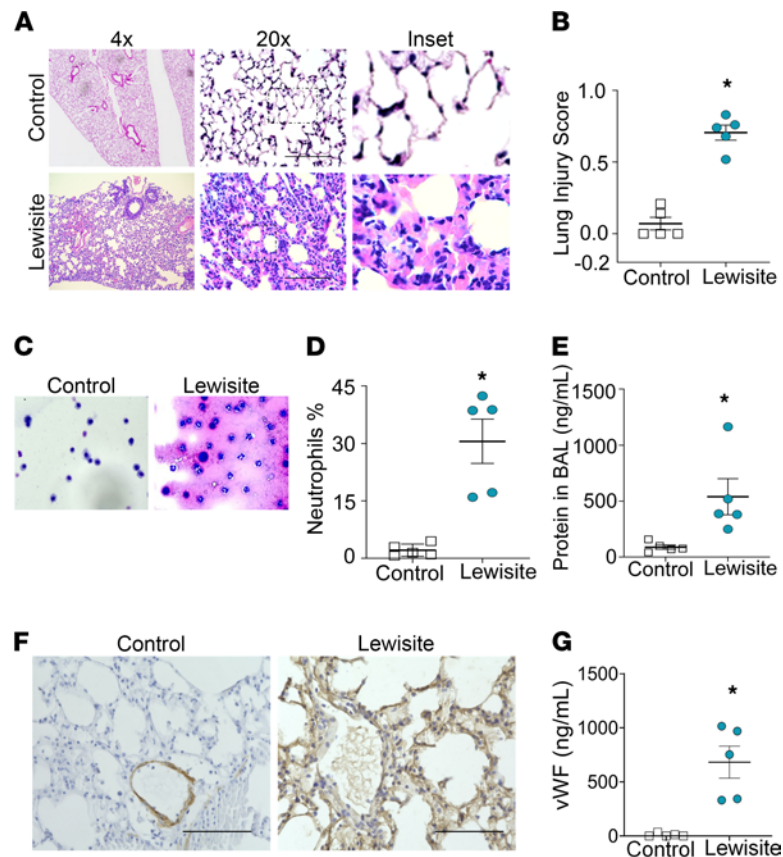 A
4x 20x Inset
Control
Lewisite
B
Lung Injury Score
1.0
0.5
0.0
-0.2
*
Control Lewisite
C
Control Lewisite
D
Neutrophils %
45
30
15
0
*
Control Lewisite
E
Protein in BAL (ng/mL)
1500
1000
500
0
*
Control Lewisite
F
Control Lewisite
G
vWF (ng/mL)
1500
1000
500
0
*
Control Lewisite